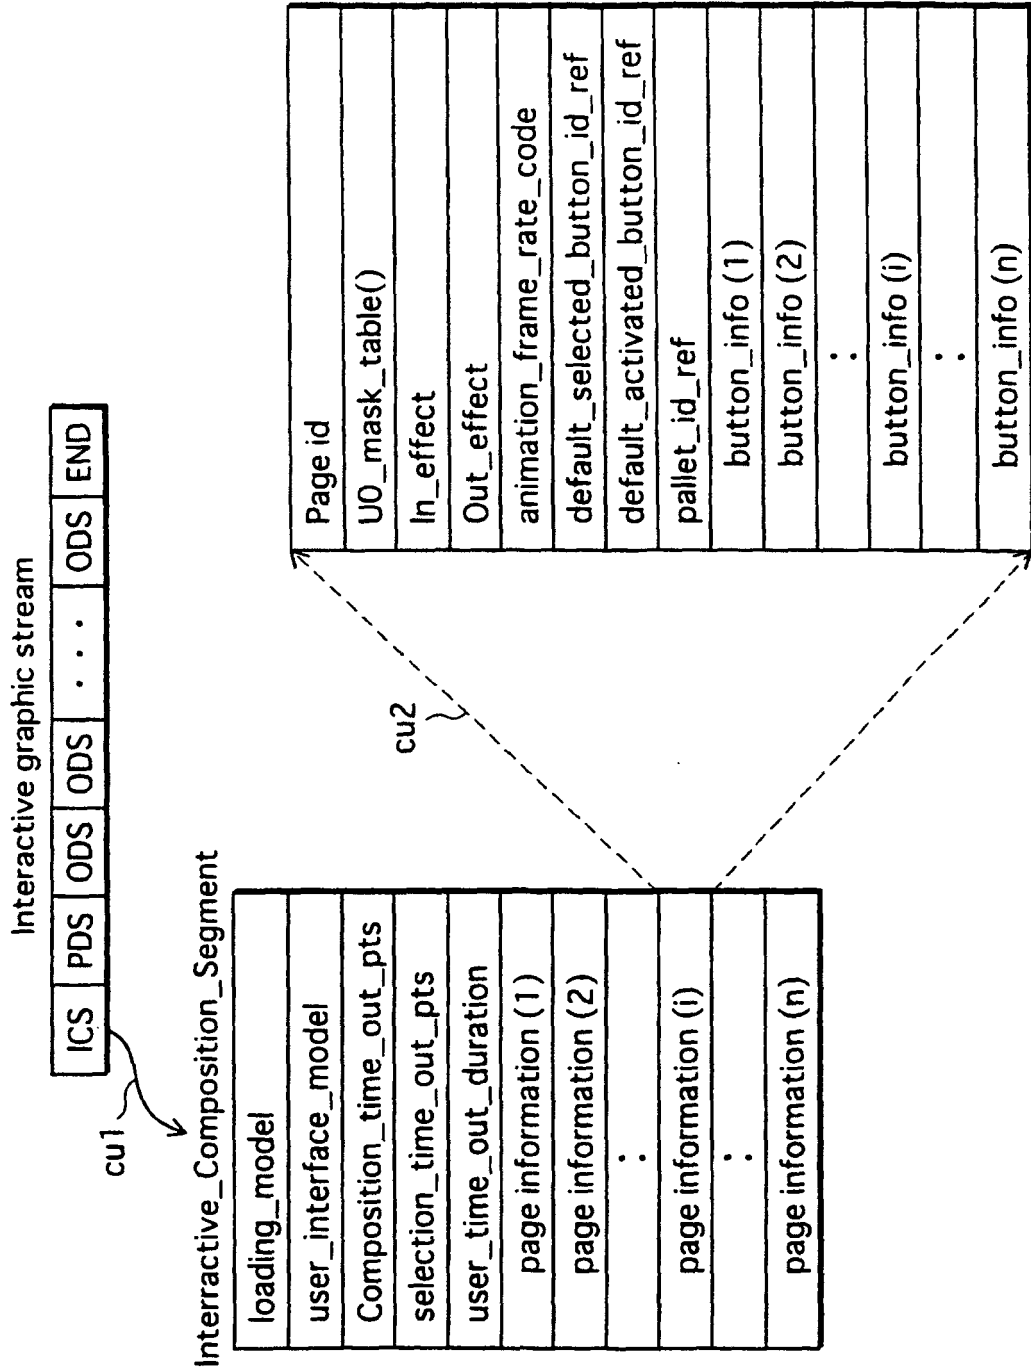 Interactive graphic stream
ICS PDS ODS ODS . . . ODS END
cu1
Interractive_Composition_Segment
loading_model
user_interface_model
Composition_time_out_pts
selection_time_out_pts
user_time_out_duration
page information (1)
page information (2)
. .
page information (i)
. .
page information (n)
cu2
Page id
UO_mask_table()
In_effect
Out_effect
animation_frame_rate_code
default_selected_button_id_ref
default_activated_button_id_ref
pallet_id_ref
button_info (1)
button_info (2)
. .
button_info (i)
. .
button_info (n)